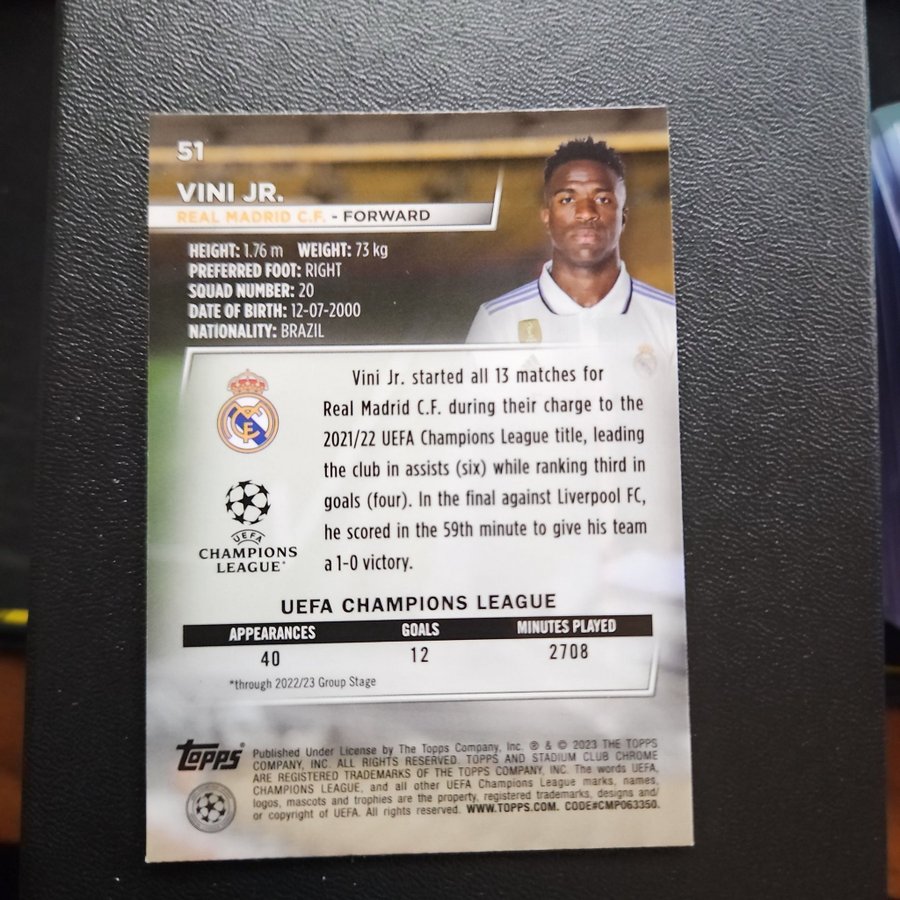 51
VINI JR.
REAL MADRID C.F. - FORWARD
HEIGHT: 1.76 m WEIGHT: 73 kg
PREFERRED FOOT: RIGHT
SQUAD NUMBER: 20
DATE OF BIRTH: 12-07-2000
NATIONALITY: BRAZIL
Vini Jr. started all 13 matches for
Real Madrid C.F. during their charge to the
2021/22 UEFA Champions League title, leading
the club in assists (six) while ranking third in
goals (four). In the final against Liverpool FC,
he scored in the 59th minute to give his team
a 1-0 victory.
UEFA
CHAMPIONS
LEAGUE
UEFA CHAMPIONS LEAGUE
APPEARANCES GOALS MINUTES PLAYED
40 12 2708
*through 2022/23 Group Stage
Topps
Published Under License by The Topps Company, Inc. ® & © 2023 THE TOPPS
COMPANY, INC. ALL RIGHTS RESERVED. TOPPS AND STADIUM CLUB CHROME
ARE REGISTERED TRADEMARKS OF THE TOPPS COMPANY, INC. The words UEFA,
CHAMPIONS LEAGUE, and all other UEFA Champions League marks, names,
logos, mascots and trophies are the property, registered trademarks, designs and/
or copyright of UEFA. All rights reserved. WWW.TOPPS.COM. CODE#CMP063350.